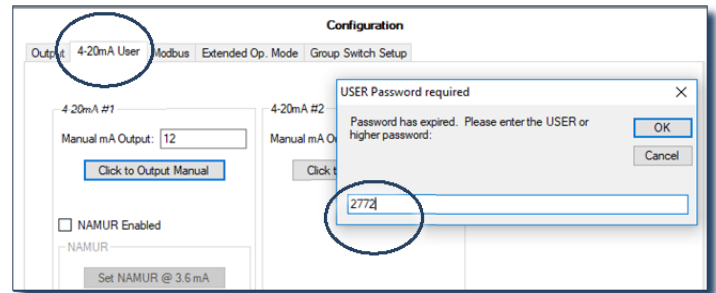 Configuration
Output 4-20mA User Modbus Extended Op. Mode Group Switch Setup
4-20mA #1
Manual mA Output: 12
Click to Output Manual
NAMUR Enabled
NAMUR
Set NAMUR @ 3.6 mA
4-20mA #2
Manual mA
Click
USER Password required
Password has expired. Please enter the USER or
higher password:
OK
Cancel
2772